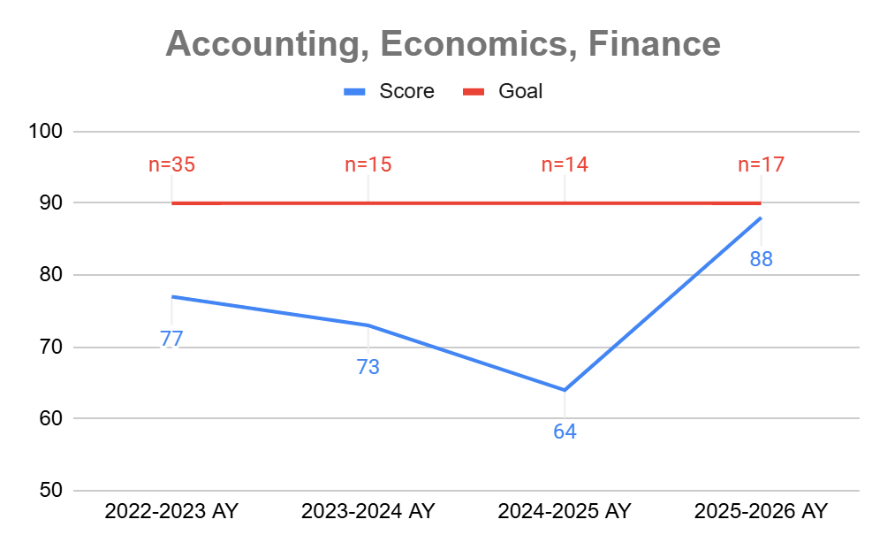 Accounting, Economics, Finance
Score Goal
100
n=35 n=15 n=14 n=17
90
88
80
77
73
70
64
60
50
2022-2023 AY 2023-2024 AY 2024-2025 AY 2025-2026 AY